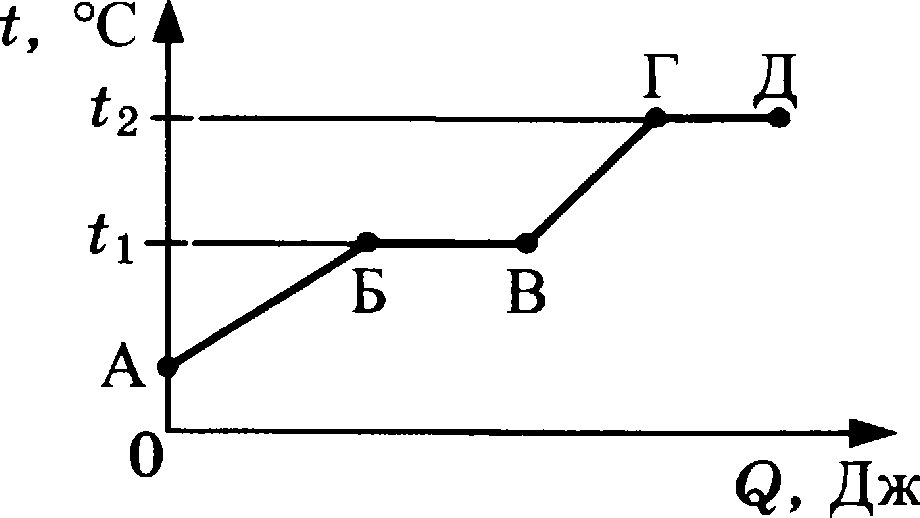 t, °C
Г Д
t₂
t₁
Б В
А
0
Q, Дж